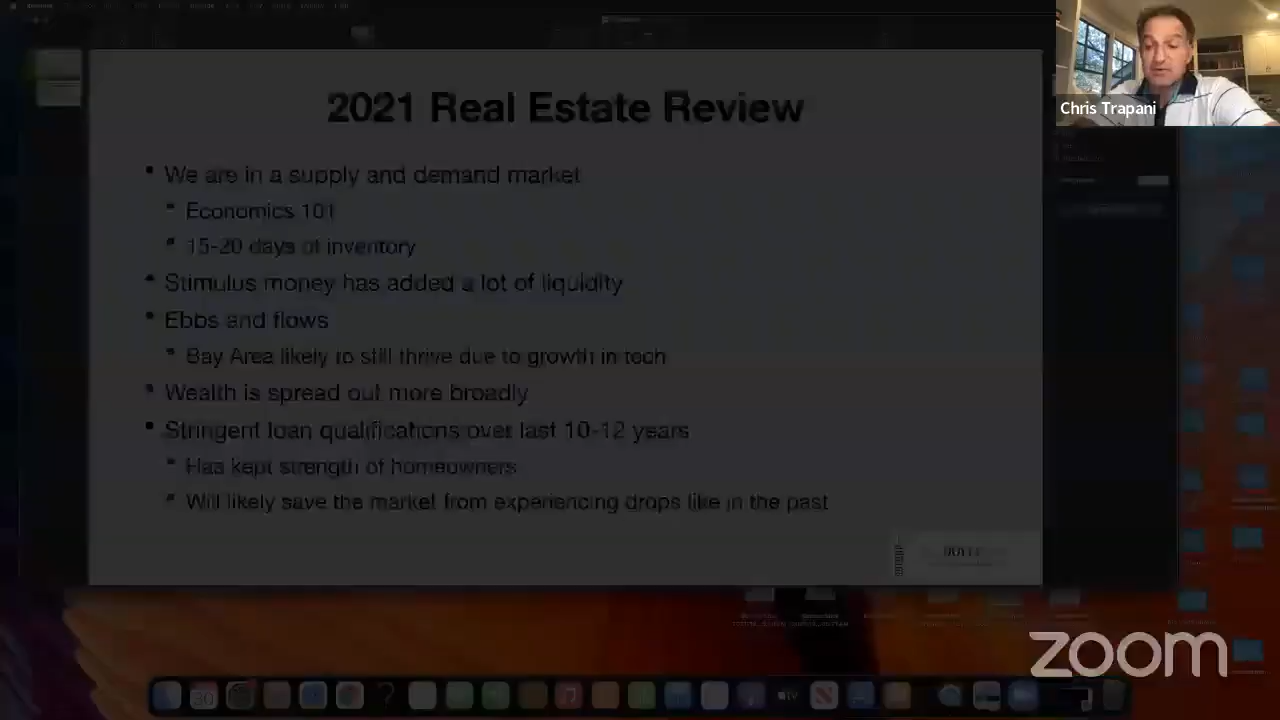 Chris Trapani
2021 Real Estate Review
We are in a supply and demand market
Economics 101
15-20 days of inventory
Stimulus money has added a lot of liquidity
Ebbs and flows
Bay Area likely to still thrive due to growth in tech
Wealth is spread out more broadly
Stringent loan qualifications over last 10-12 years
Has kept strength of homeowners
Will likely save the market from experiencing drops like in the past
zoom
30
tv